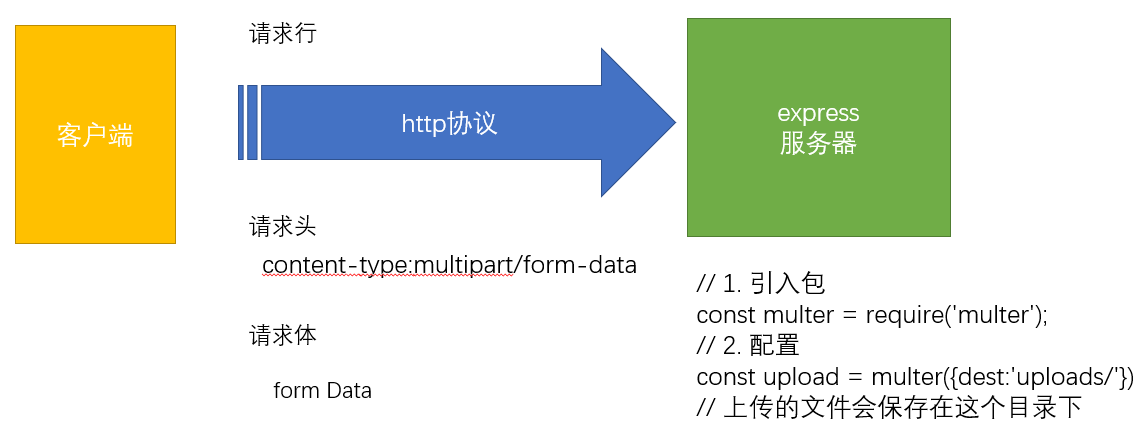 请求行
客户端
http协议
express
服务器
请求头
content-type:multipart/form-data
请求体
form Data
// 1. 引入包
const multer = require('multer');
// 2. 配置
const upload = multer({dest:'uploads/'})
// 上传的文件会保存在这个目录下